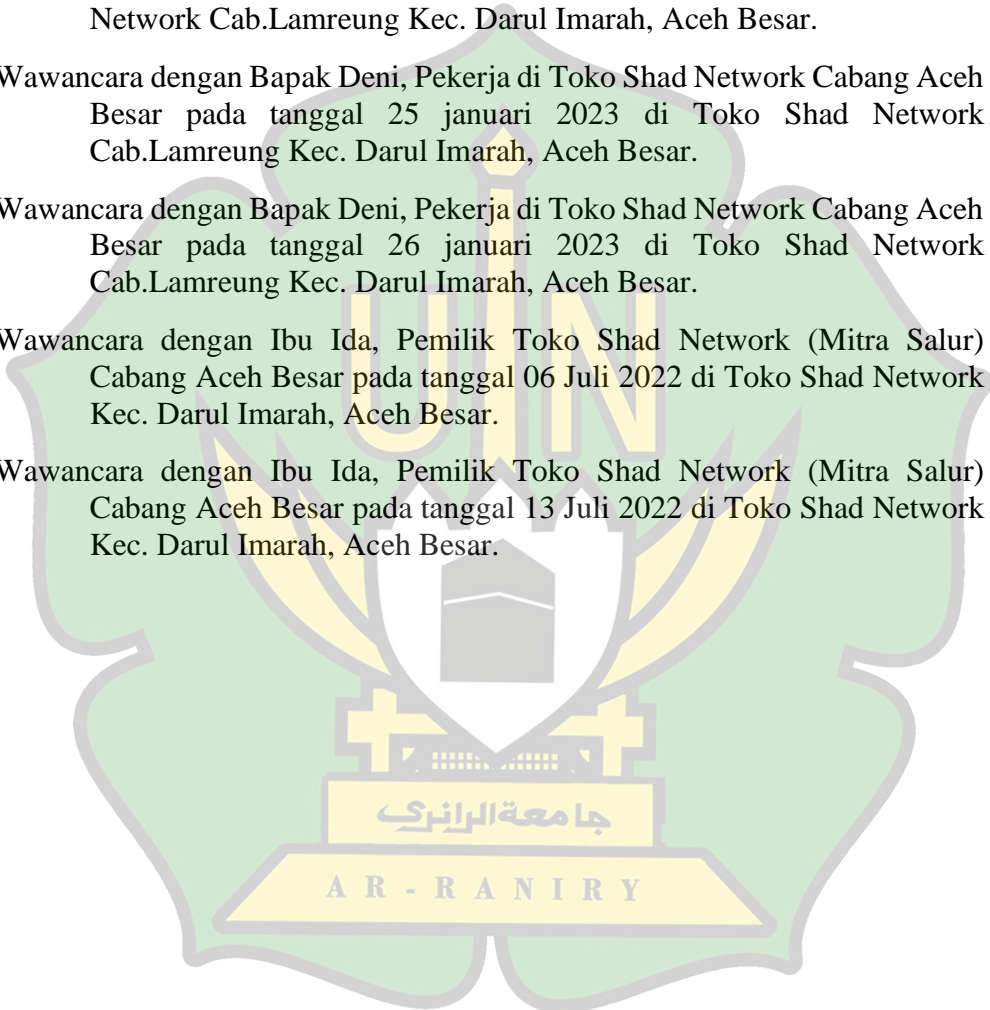 Network Cab.Lamreung Kec. Darul Imarah, Aceh Besar.
Wawancara dengan Bapak Deni, Pekerja di Toko Shad Network Cabang Aceh
Besar pada tanggal 25 januari 2023 di Toko Shad Network
Cab.Lamreung Kec. Darul Imarah, Aceh Besar.
Wawancara dengan Bapak Deni, Pekerja di Toko Shad Network Cabang Aceh
Besar pada tanggal 26 januari 2023 di Toko Shad Network
Cab.Lamreung Kec. Darul Imarah, Aceh Besar.
Wawancara dengan Ibu Ida, Pemilik Toko Shad Network (Mitra Salur)
Cabang Aceh Besar pada tanggal 06 Juli 2022 di Toko Shad Network
Kec. Darul Imarah, Aceh Besar.
Wawancara dengan Ibu Ida, Pemilik Toko Shad Network (Mitra Salur)
Cabang Aceh Besar pada tanggal 13 Juli 2022 di Toko Shad Network
Kec. Darul Imarah, Aceh Besar.
UIN
جامعة الرانري
AR-RANIRY